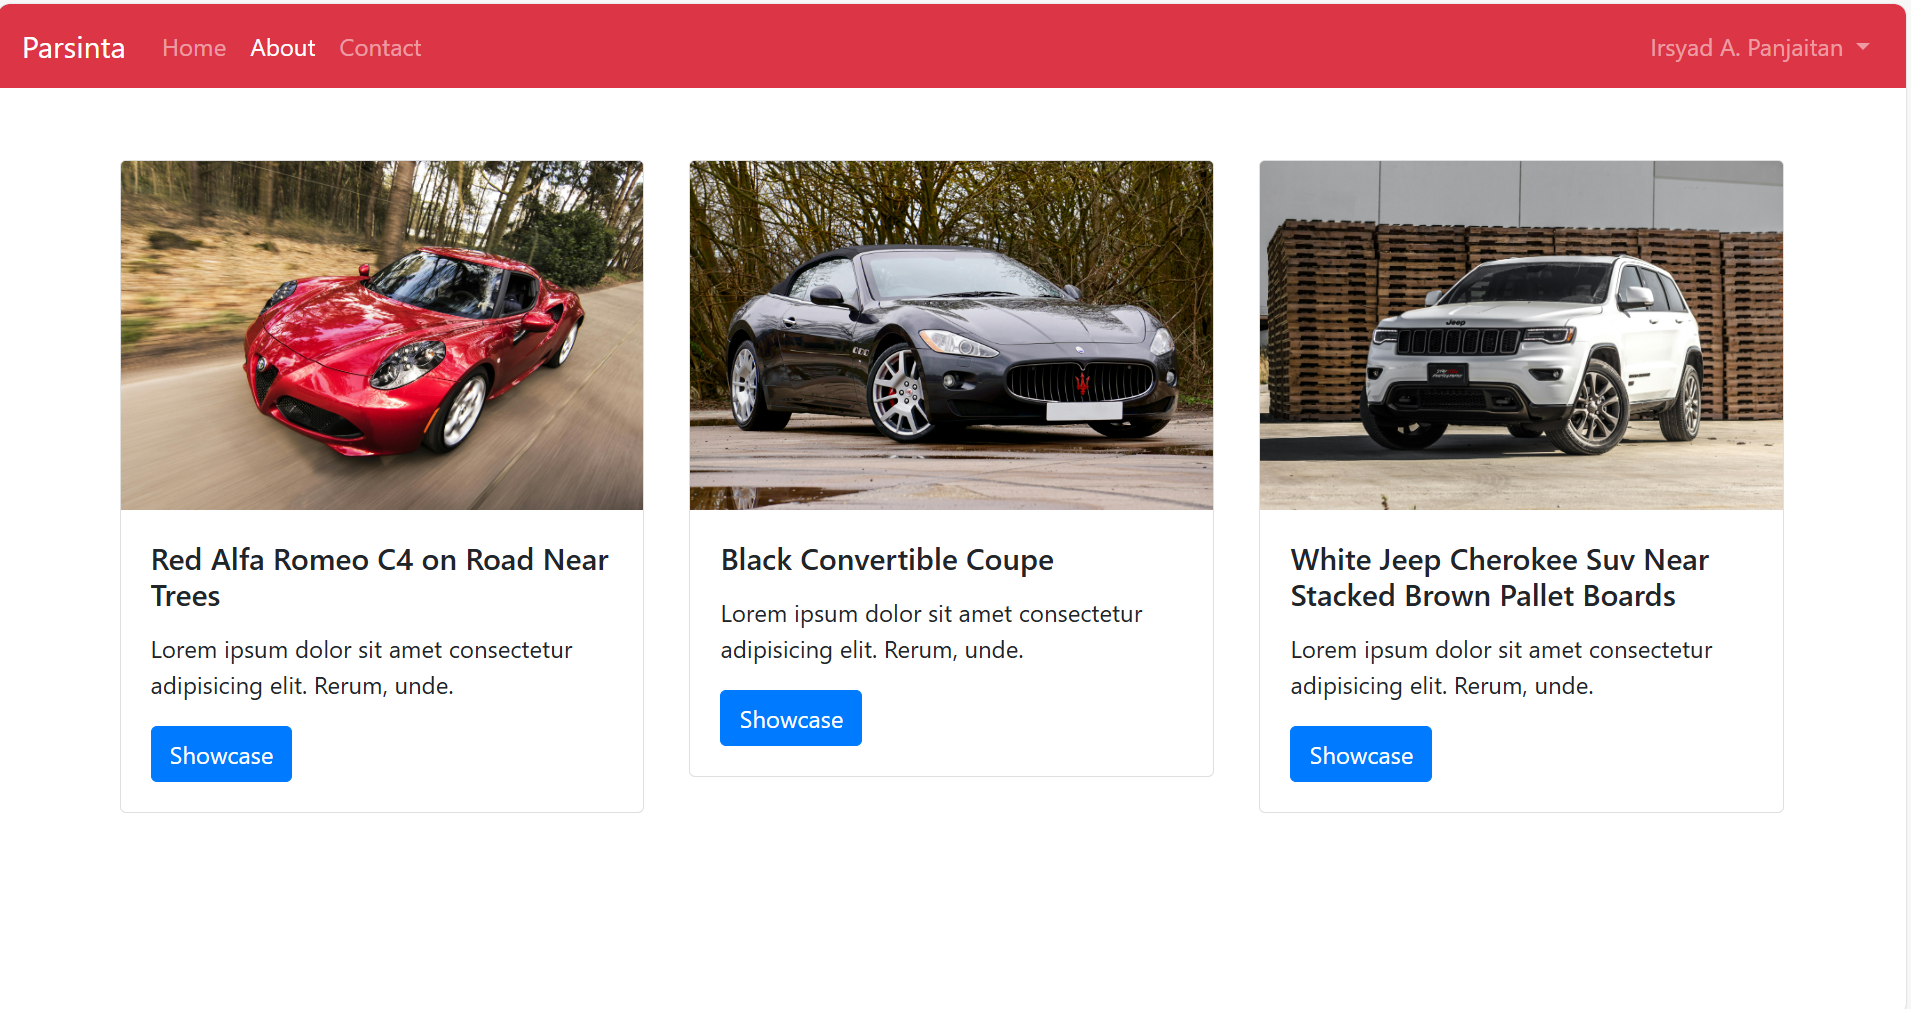 Parsinta Home About Contact Irsyad A. Panjaitan
Jeep
Red Alfa Romeo C4 on Road Near
Trees
Lorem ipsum dolor sit amet consectetur
adipisicing elit. Rerum, unde.
Showcase
Black Convertible Coupe
Lorem ipsum dolor sit amet consectetur
adipisicing elit. Rerum, unde.
Showcase
White Jeep Cherokee Suv Near
Stacked Brown Pallet Boards
Lorem ipsum dolor sit amet consectetur
adipisicing elit. Rerum, unde.
Showcase